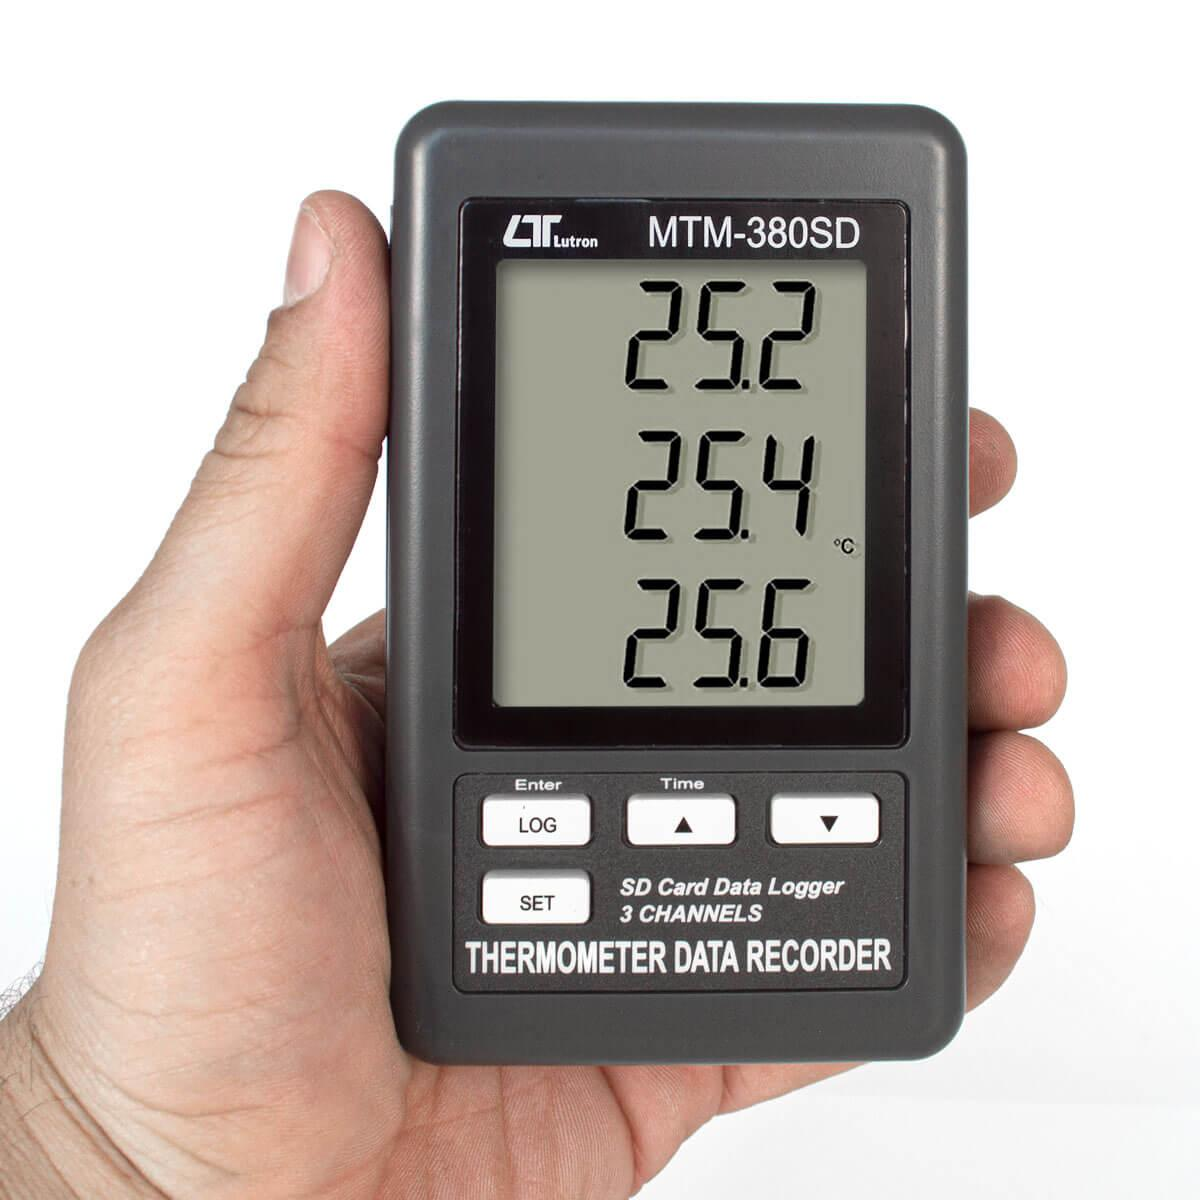 LT Lutron MTM-380SD
25.2
25.4
°C
25.6
Enter Time
LOG ▲ ▼
SET
SD Card Data Logger
3 CHANNELS
THERMOMETER DATA RECORDER